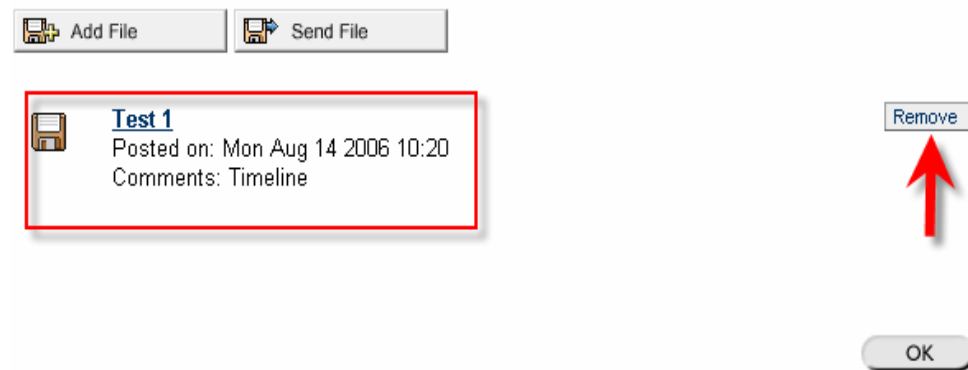 Add File
Send File
Test 1
Remove
Posted on: Mon Aug 14 2006 10:20
Comments: Timeline
OK